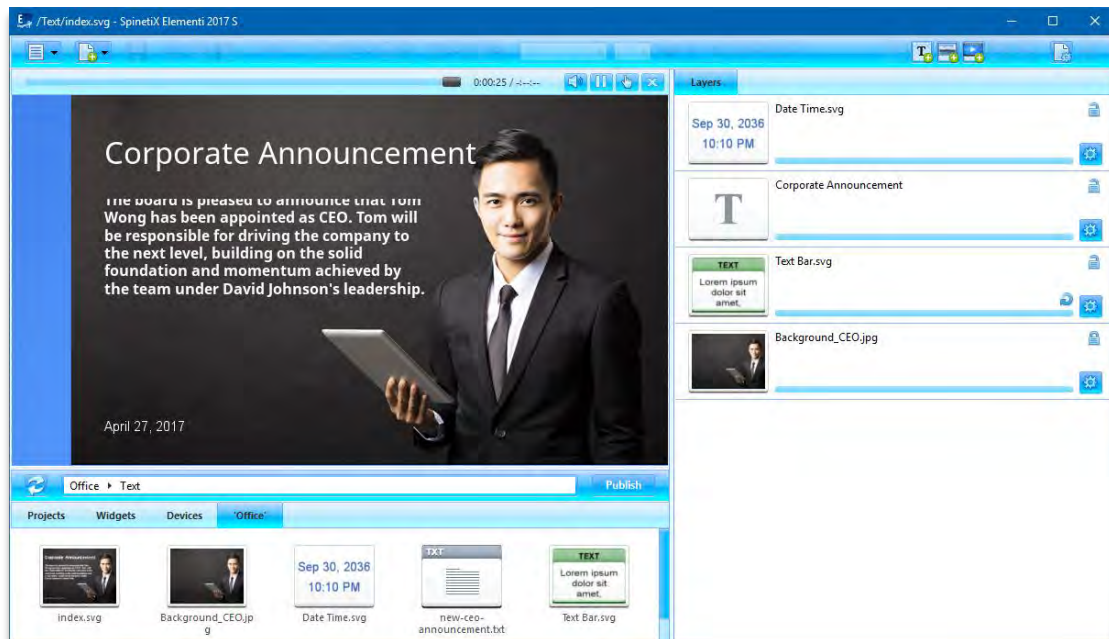 /Text/index.svg - SpinetiX Elementi 2017 S
0:00:25 / -:--:--
Layers
Corporate Announcement
The board is pleased to announce that Tom
Wong has been appointed as CEO. Tom will
be responsible for driving the company to
the next level, building on the solid
foundation and momentum achieved by
the team under David Johnson's leadership.
April 27, 2017
Sep 30, 2036
10:10 PM
Date Time.svg
T
Corporate Announcement
TEXT
Lorem ipsum
dolor sit
amet,
Text Bar.svg
Background_CEO.jpg
Office ▸ Text
Publish
Projects
Widgets
Devices
'Office'
index.svg
Background_CEO.jp
g
Sep 30, 2036
10:10 PM
Date Time.svg
TXT
new-ceo-
announcement.txt
TEXT
Lorem ipsum
dolor sit
amet,
Text Bar.svg